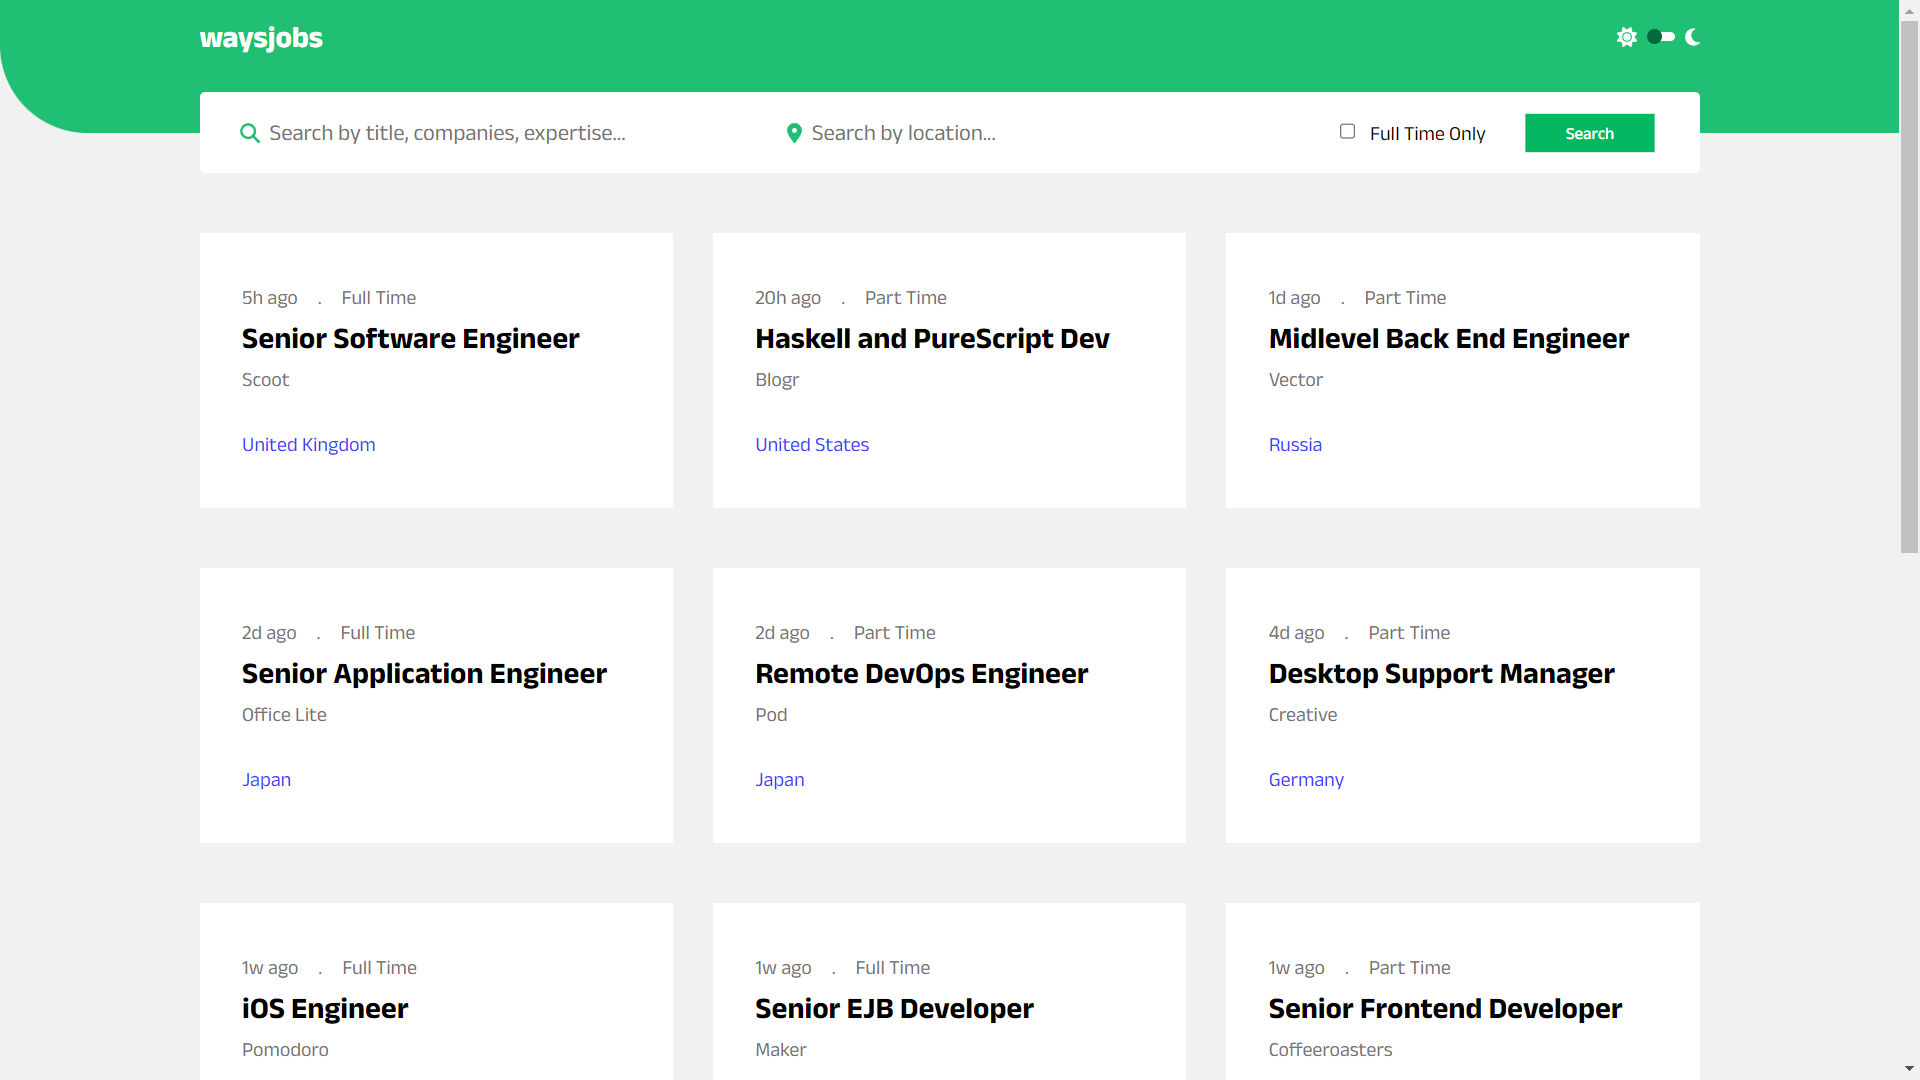 waysjobs
Search by title, companies, expertise...
Search by location...
Full Time Only
Search
5h ago . Full Time
Senior Software Engineer
Scoot
United Kingdom
20h ago . Part Time
Haskell and PureScript Dev
Blogr
United States
1d ago . Part Time
Midlevel Back End Engineer
Vector
Russia
2d ago . Full Time
Senior Application Engineer
Office Lite
Japan
2d ago . Part Time
Remote DevOps Engineer
Pod
Japan
4d ago . Part Time
Desktop Support Manager
Creative
Germany
1w ago . Full Time
iOS Engineer
Pomodoro
1w ago . Full Time
Senior EJB Developer
Maker
1w ago . Part Time
Senior Frontend Developer
Coffeeroasters